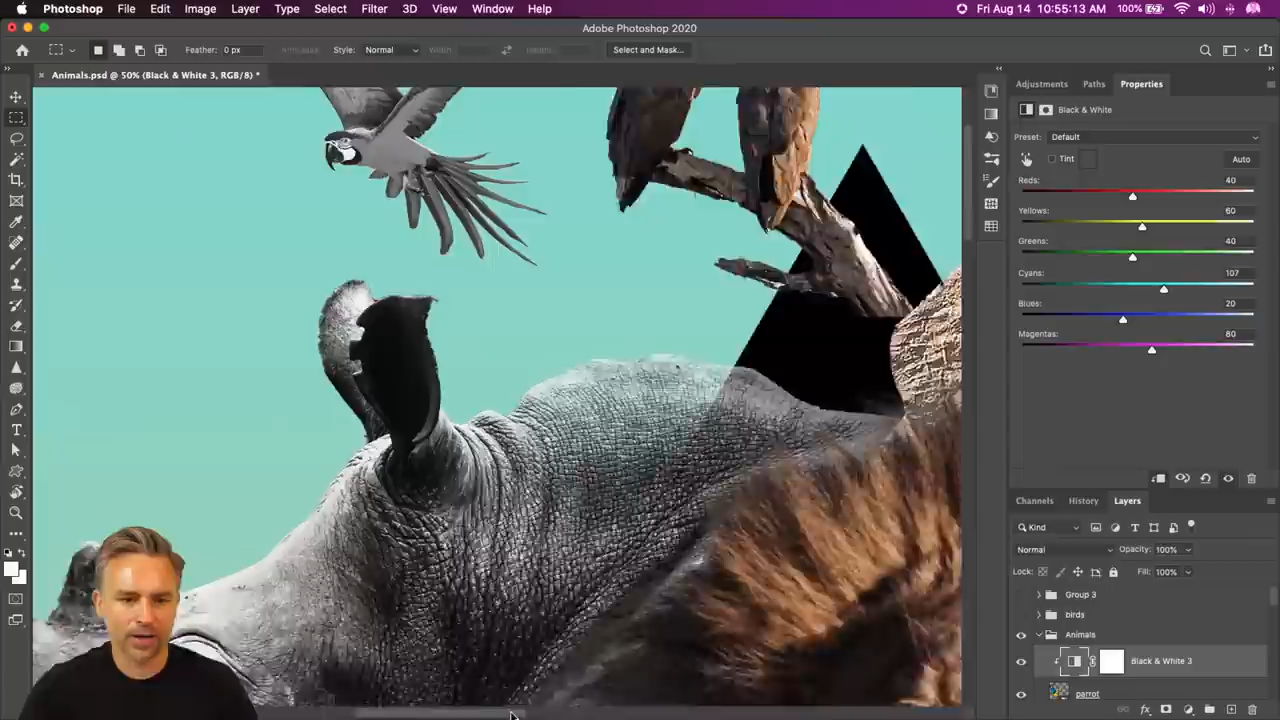 Photoshop File Edit Image Layer Type Select Filter 3D View Window Help 100% Fri Aug 14 10:55:13 AM
Adobe Photoshop 2020
Feather: 0 px Anti-alias Style: Normal Width: Height: Select and Mask...
× Animals.psd @ 50% (Black & White 3, RGB/8) *
Adjustments Paths Properties
Black & White
Preset: Default
Tint Auto
Reds: 40
Yellows: 60
Greens: 40
Cyans: 107
Blues: 20
Magentas: 80
Channels History Layers
Kind
Normal Opacity: 100%
Lock: Fill: 100%
Group 3
birds
Animals
Black & White 3
parrot